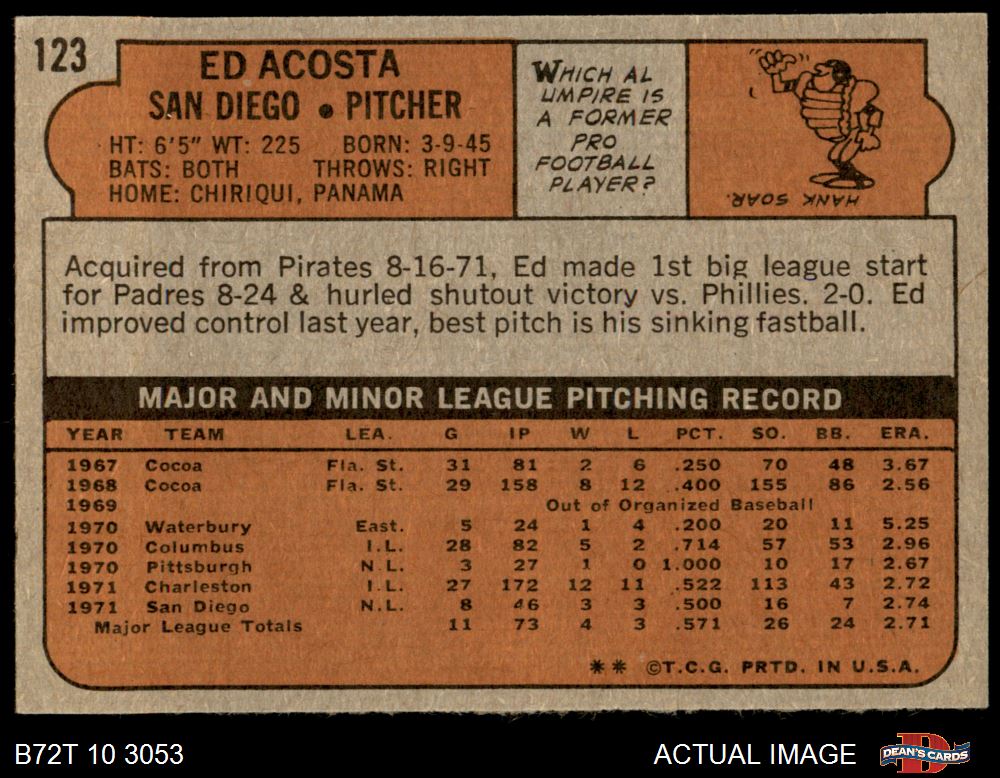 123
ED ACOSTA
SAN DIEGO • PITCHER
HT: 6'5" WT: 225 BORN: 3-9-45
BATS: BOTH THROWS: RIGHT
HOME: CHIRIQUI, PANAMA
WHICH AL
UMPIRE IS
A FORMER
PRO
FOOTBALL
PLAYER?
HANK SOAR.
Acquired from Pirates 8-16-71, Ed made 1st big league start
for Padres 8-24 & hurled shutout victory vs. Phillies. 2-0. Ed
improved control last year, best pitch is his sinking fastball.
MAJOR AND MINOR LEAGUE PITCHING RECORD
YEAR TEAM LEA. G IP W L PCT. SO. BB. ERA.
1967 Cocoa Fla. St. 31 81 2 6 .250 70 48 3.67
1968 Cocoa Fla. St. 29 158 8 12 .400 155 86 2.56
1969 Out of Organized Baseball
1970 Waterbury East. 5 24 1 4 .200 20 11 5.25
1970 Columbus I.L. 28 82 5 2 .714 57 53 2.96
1970 Pittsburgh N.L. 3 27 1 0 1.000 10 17 2.67
1971 Charleston I.L. 27 172 12 11 .522 113 43 2.72
1971 San Diego N.L. 8 46 3 3 .500 16 7 2.74
Major League Totals 11 73 4 3 .571 26 24 2.71
** ©T.C.G. PRTD. IN U.S.A.
B72T 10 3053
ACTUAL IMAGE
DEAN'S CARDS